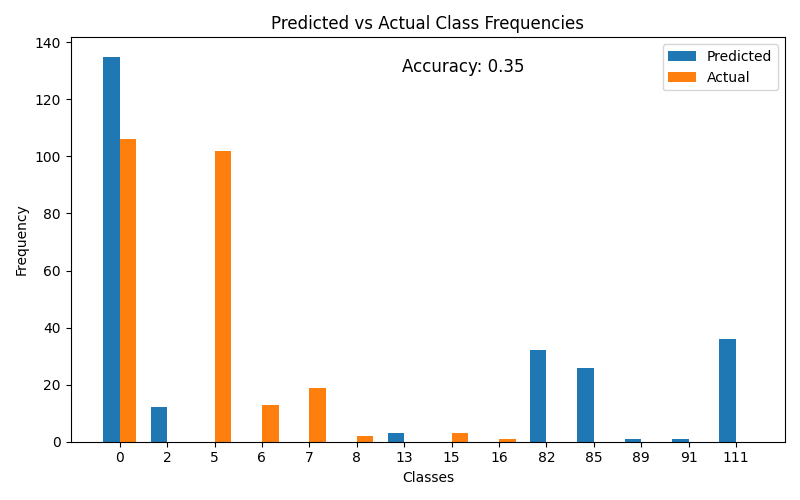 Predicted vs Actual Class Frequencies
Accuracy: 0.35
Predicted
Actual
Frequency
140
120
100
80
60
40
20
0
0 2 5 6 7 8 13 15 16 82 85 89 91 111
Classes